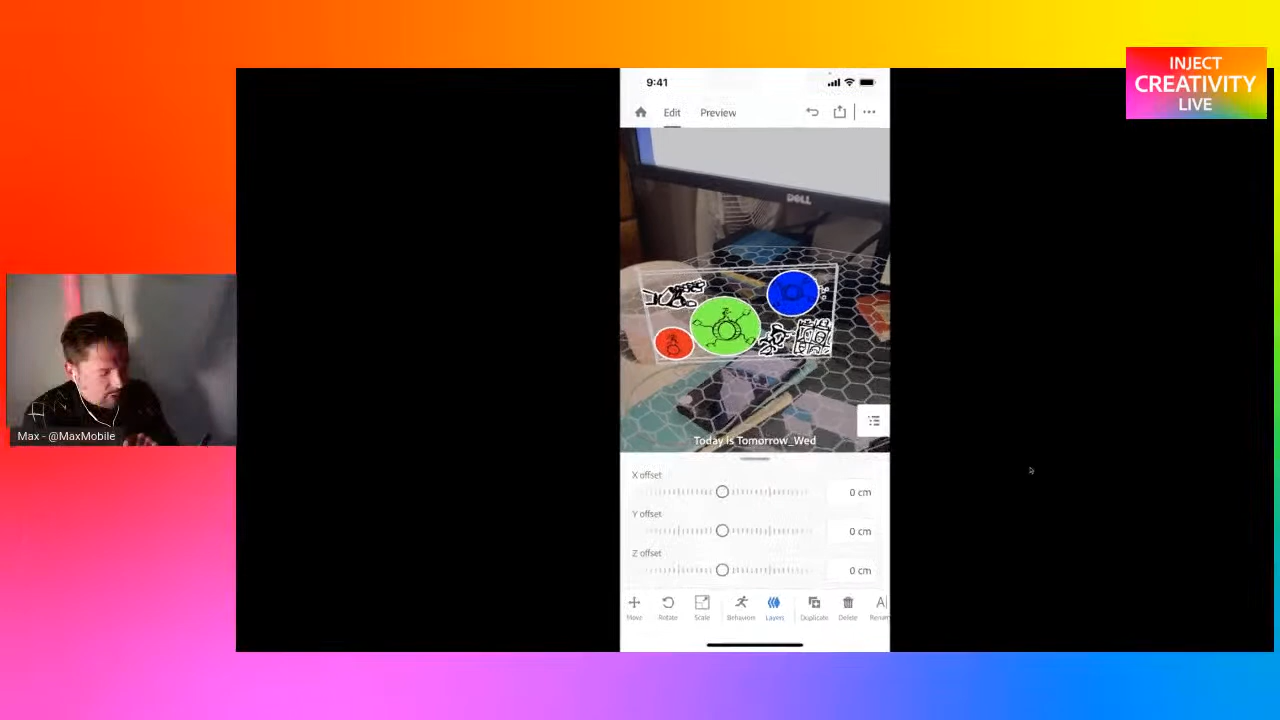 INJECT
CREATIVITY
LIVE
9:41
Edit
Preview
DELL
Today Is Tomorrow_Wed
X offset
0 cm
Y offset
0 cm
Z offset
0 cm
Move
Rotate
Scale
Behaviors
Layers
Duplicate
Delete
Max - @MaxMobile